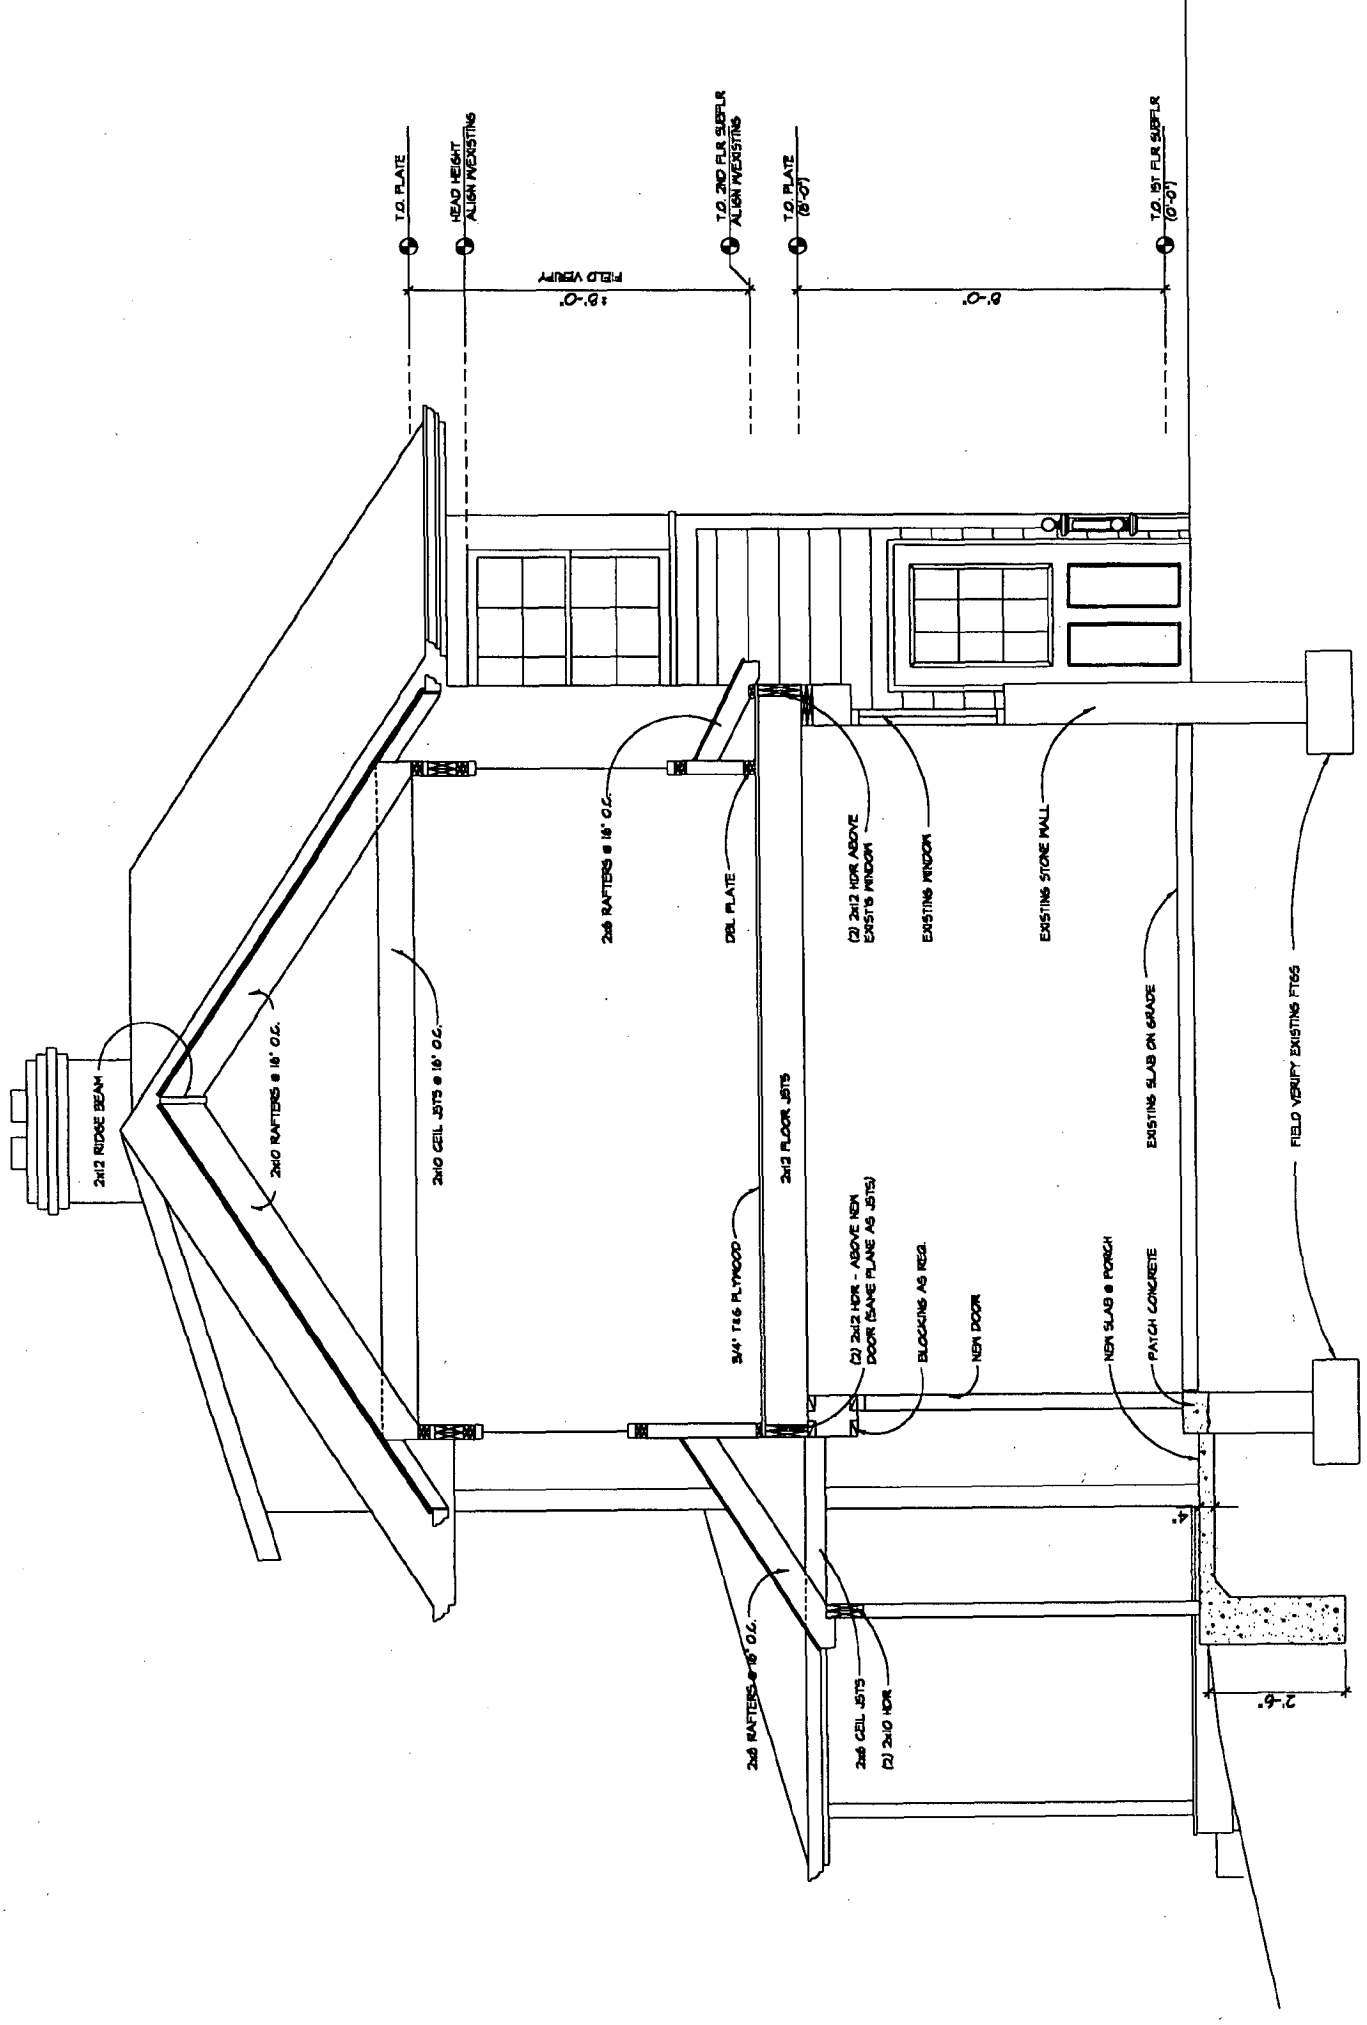 2x12 RIDGE BEAM
2x10 RAFTERS @ 16" O.C.
2x10 CEIL JSTS @ 16" O.C.
2x8 RAFTERS @ 16" O.C.
DBL PLATE
3/4" T&G PLYWOOD
2x12 FLOOR JSTS
(2) 2x12 HDR ABOVE
EXIST'G WINDOW
EXISTING WINDOW
EXISTING STONE WALL
EXISTING SLAB ON GRADE
FIELD VERIFY EXISTING FTGS
(2) 2x12 HDR - ABOVE NEW
DOOR (SAME PLANE AS JSTS)
BLOCKING AS REQ.
NEW DOOR
NEW SLAB @ PORCH
PATCH CONCRETE
2x8 RAFTERS @ 16" O.C.
2x6 CEIL JSTS
(2) 2x10 HDR
4"
2'-6"
T.O. PLATE
HEAD HEIGHT
ALIGN W/EXISTING
±8'-0"
FIELD VERIFY
T.O. 2ND FLR SUBFLR
ALIGN W/EXISTING
T.O. PLATE
(8'-0")
8'-0"
T.O. 1ST FLR SUBFLR
(0'-0")